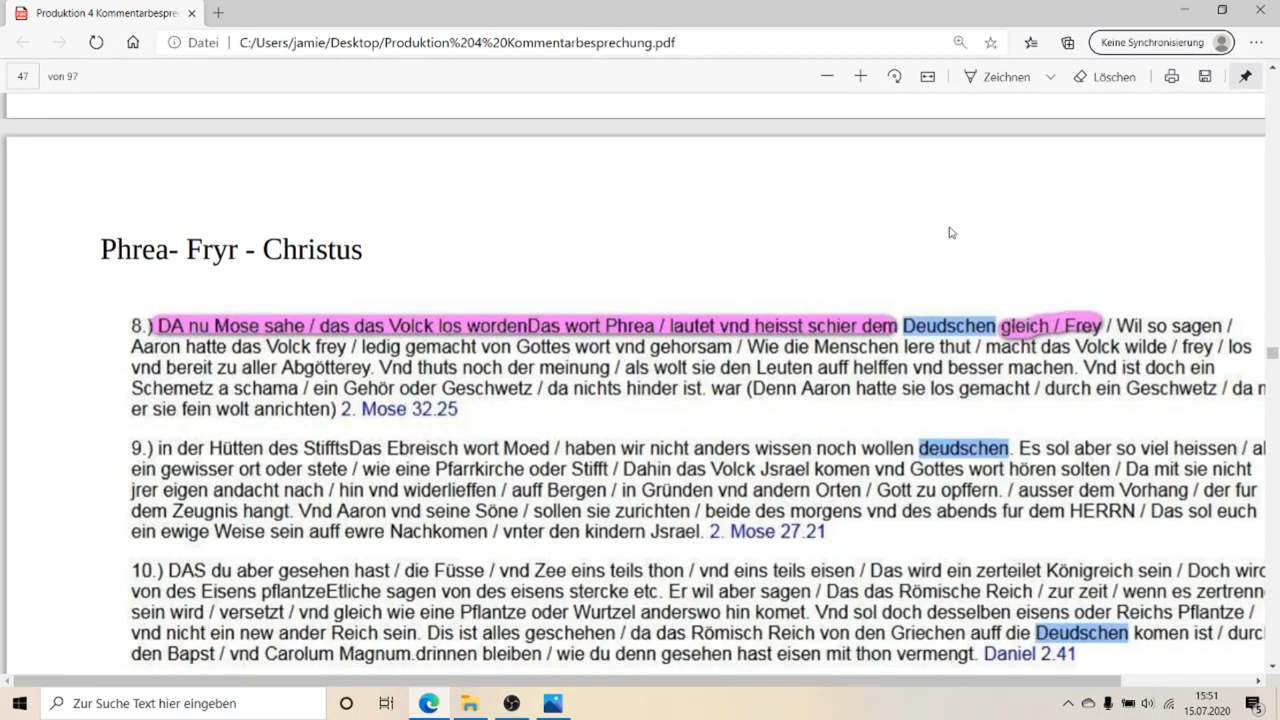 Produktion 4 Kommentarbespre
Datei C:/Users/jamie/Desktop/Produktion%204%20Kommentarbesprechung.pdf Keine Synchronisierung
47 von 97 Zeichnen Löschen
Phrea- Fryr - Christus
8.) DA nu Mose sahe / das das Volck los wordenDas wort Phrea / lautet vnd heisst schier dem Deudschen gleich / Frey / Wil so sagen /
Aaron hatte das Volck frey / ledig gemacht von Gottes wort vnd gehorsam / Wie die Menschen lere thut / macht das Volck wilde / frey / los
vnd bereit zu aller Abgötterey. Vnd thuts noch der meinung / als wolt sie den Leuten auff helffen vnd besser machen. Vnd ist doch ein
Schemetz a schama / ein Gehör oder Geschwetz / da nichts hinder ist. war (Denn Aaron hatte sie los gemacht / durch ein Geschwetz / da
er sie fein wolt anrichten) 2. Mose 32.25
9.) in der Hütten des StifftsDas Ebreisch wort Moed / haben wir nicht anders wissen noch wollen deudschen. Es sol aber so viel heissen /
ein gewisser ort oder stete / wie eine Pfarrkirche oder Stifft / Dahin das Volck Jsrael komen vnd Gottes wort hören solten / Da mit sie nicht
jrer eigen andacht nach / hin vnd widerlieffen / auff Bergen / in Gründen vnd andern Orten / Gott zu opffern. / ausser dem Vorhang / der fur
dem Zeugnis hangt. Vnd Aaron vnd seine Söne / sollen sie zurichten / beide des morgens vnd des abends fur dem HERRN / Das sol euch
ein ewige Weise sein auff ewre Nachkomen / vnter den kindern Jsrael. 2. Mose 27.21
10.) DAS du aber gesehen hast / die Füsse / vnd Zee eins teils thon / vnd eins teils eisen / Das wird ein zerteilet Königreich sein / Doch wird
von des Eisens pflantzeEtliche sagen von des eisens stercke etc. Er wil aber sagen / Das das Römische Reich / zur zeit / wenn es zertrenn
sein wird / versetzt / vnd gleich wie eine Pflantze oder Wurtzel anderswo hin komet. Vnd sol doch desselben eisens oder Reichs Pflantze /
vnd nicht ein new ander Reich sein. Dis ist alles geschehen / da das Römisch Reich von den Griechen auff die Deudschen komen ist / durc
den Bapst / vnd Carolum Magnum.drinnen bleiben / wie du denn gesehen hast eisen mit thon vermengt. Daniel 2.41
Zur Suche Text hier eingeben
15:51
15.07.2020
5